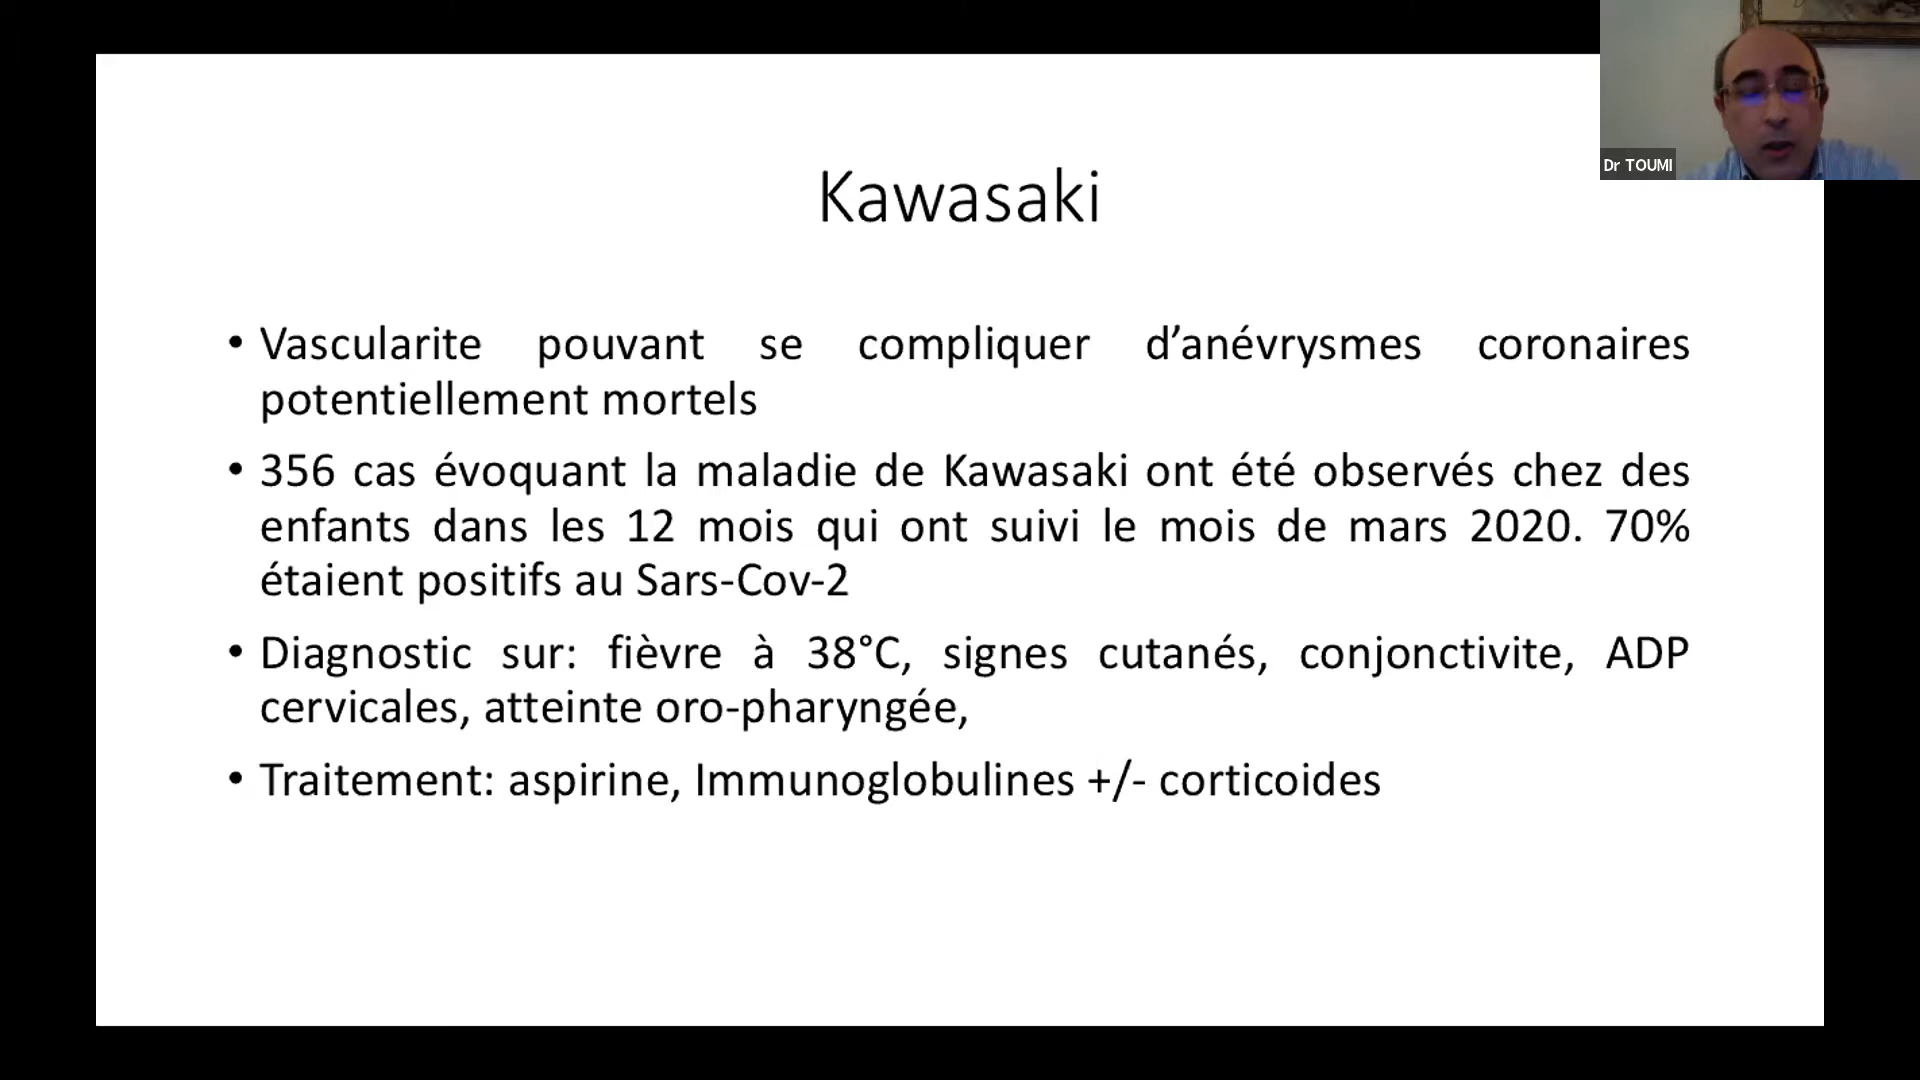 Dr TOUMI
Kawasaki
• Vascularite pouvant se compliquer d’anévrysmes coronaires
potentiellement mortels
• 356 cas évoquant la maladie de Kawasaki ont été observés chez des
enfants dans les 12 mois qui ont suivi le mois de mars 2020. 70%
étaient positifs au Sars-Cov-2
• Diagnostic sur: fièvre à 38°C, signes cutanés, conjonctivite, ADP
cervicales, atteinte oro-pharyngée,
• Traitement: aspirine, Immunoglobulines +/- corticoides